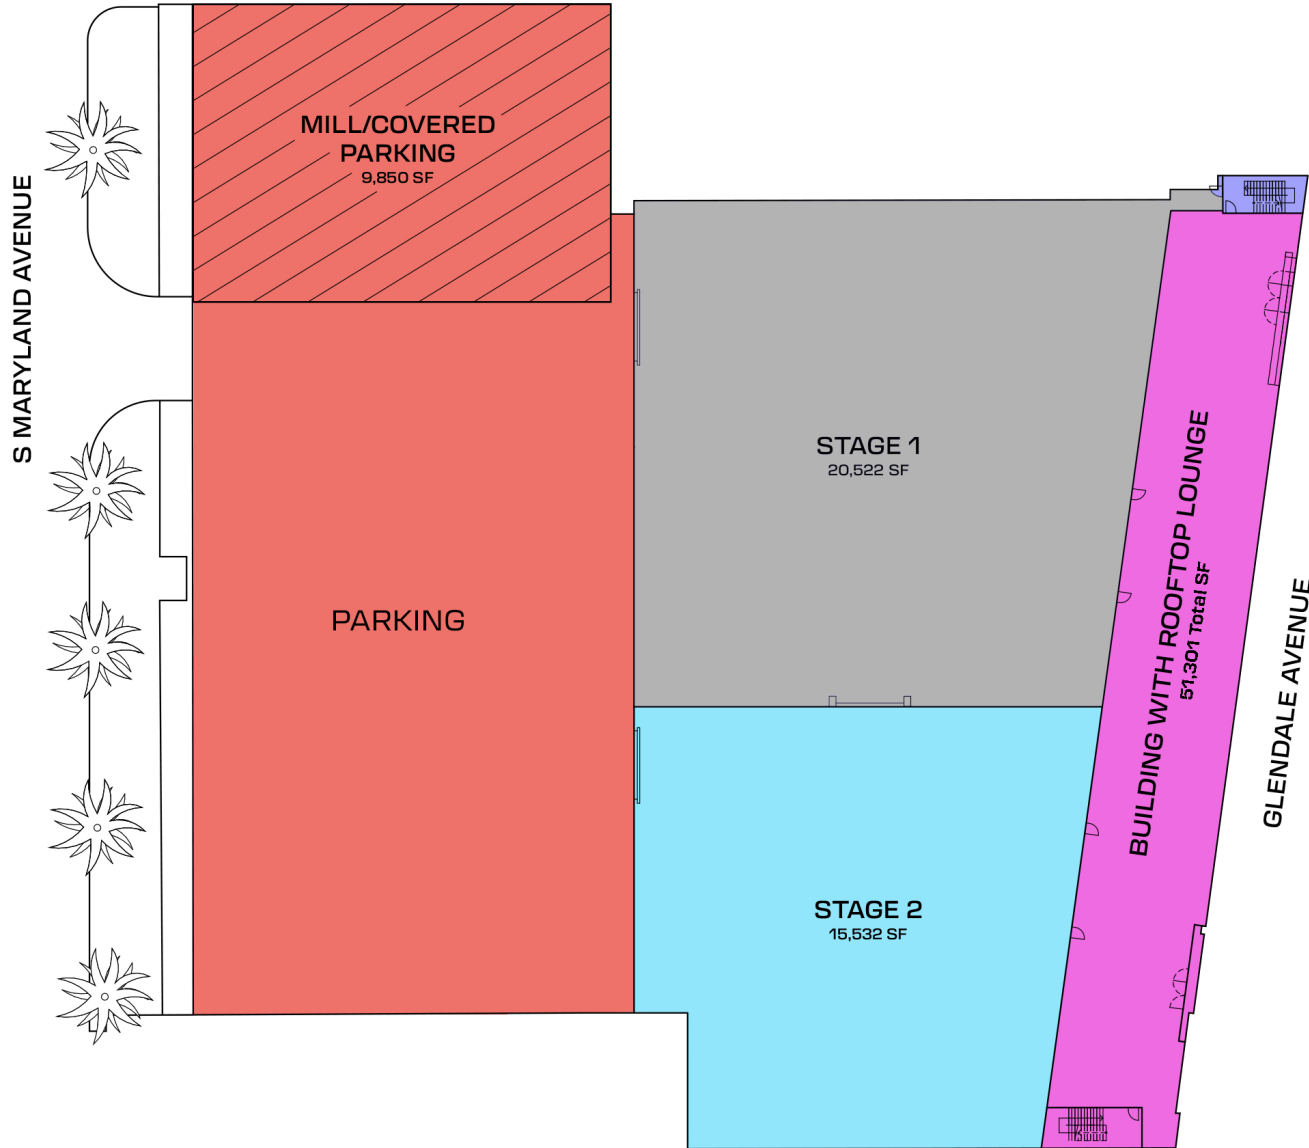 S MARYLAND AVENUE
MILL/COVERED
PARKING
9,850 SF
PARKING
STAGE 1
20,522 SF
STAGE 2
15,532 SF
BUILDING WITH ROOFTOP LOUNGE
51,301 Total SF
GLENDALE AVENUE